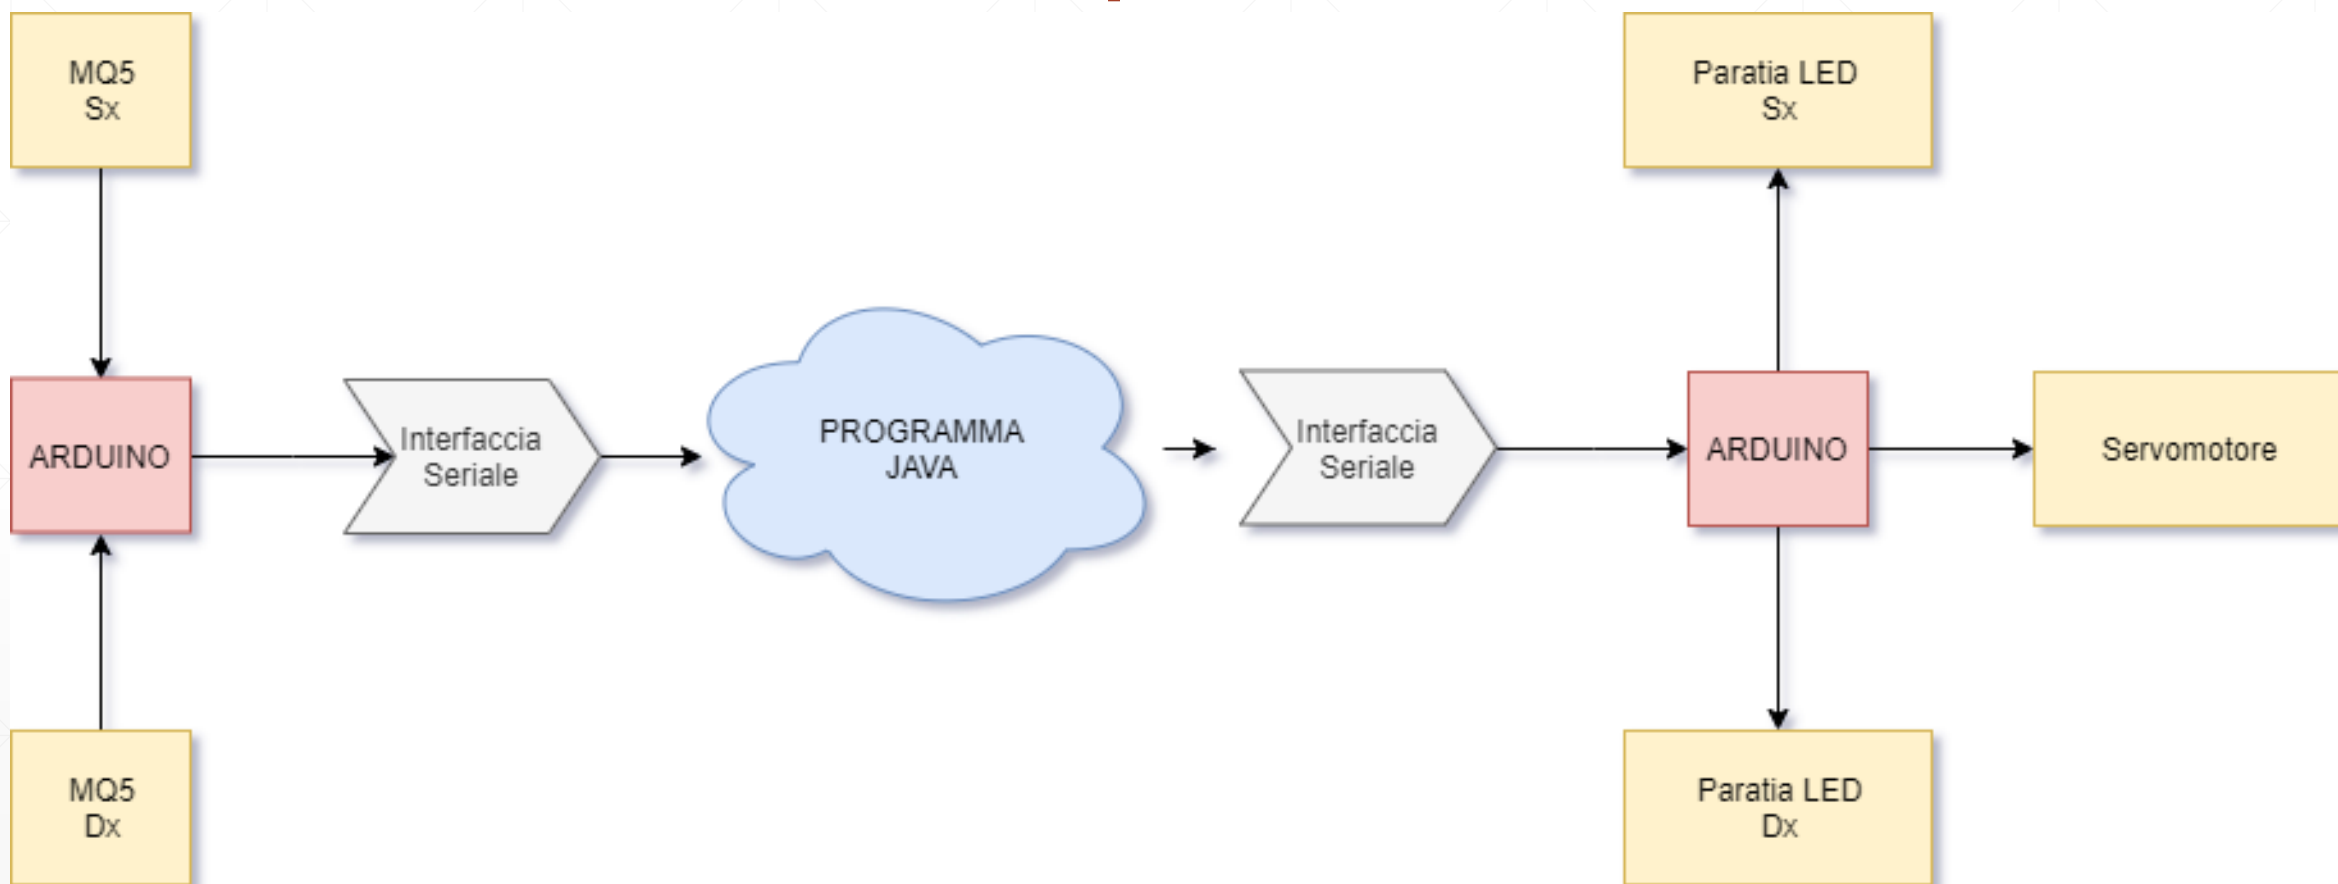 MQ5
Sx
Paratia LED
Sx
ARDUINO
Interfaccia
Seriale
PROGRAMMA
JAVA
Interfaccia
Seriale
ARDUINO
Servomotore
MQ5
Dx
Paratia LED
Dx